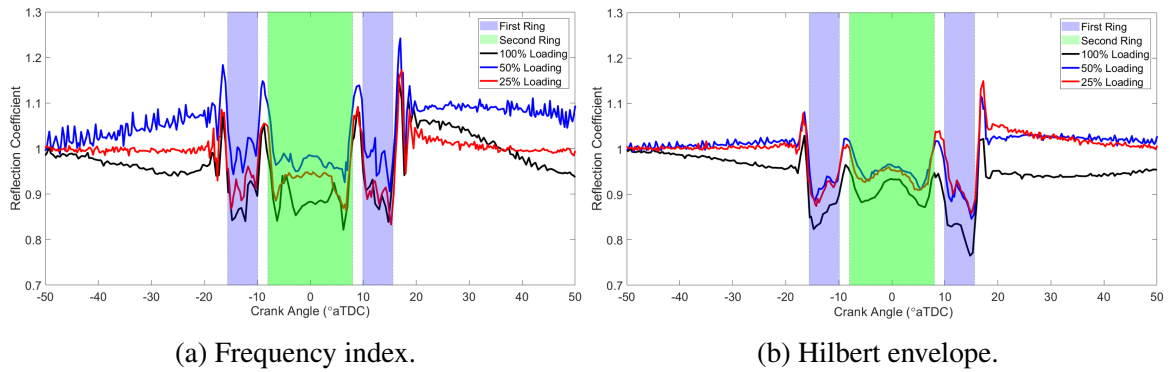 1.3
1.2
1.1
1
0.9
0.8
0.7
Reflection Coefficient
-50 -40 -30 -20 -10 0 10 20 30 40 50
Crank Angle (°aTDC)
First Ring
Second Ring
100% Loading
50% Loading
25% Loading
(a) Frequency index.
1.3
1.2
1.1
1
0.9
0.8
0.7
Reflection Coefficient
-50 -40 -30 -20 -10 0 10 20 30 40 50
Crank Angle (°aTDC)
First Ring
Second Ring
100% Loading
50% Loading
25% Loading
(b) Hilbert envelope.